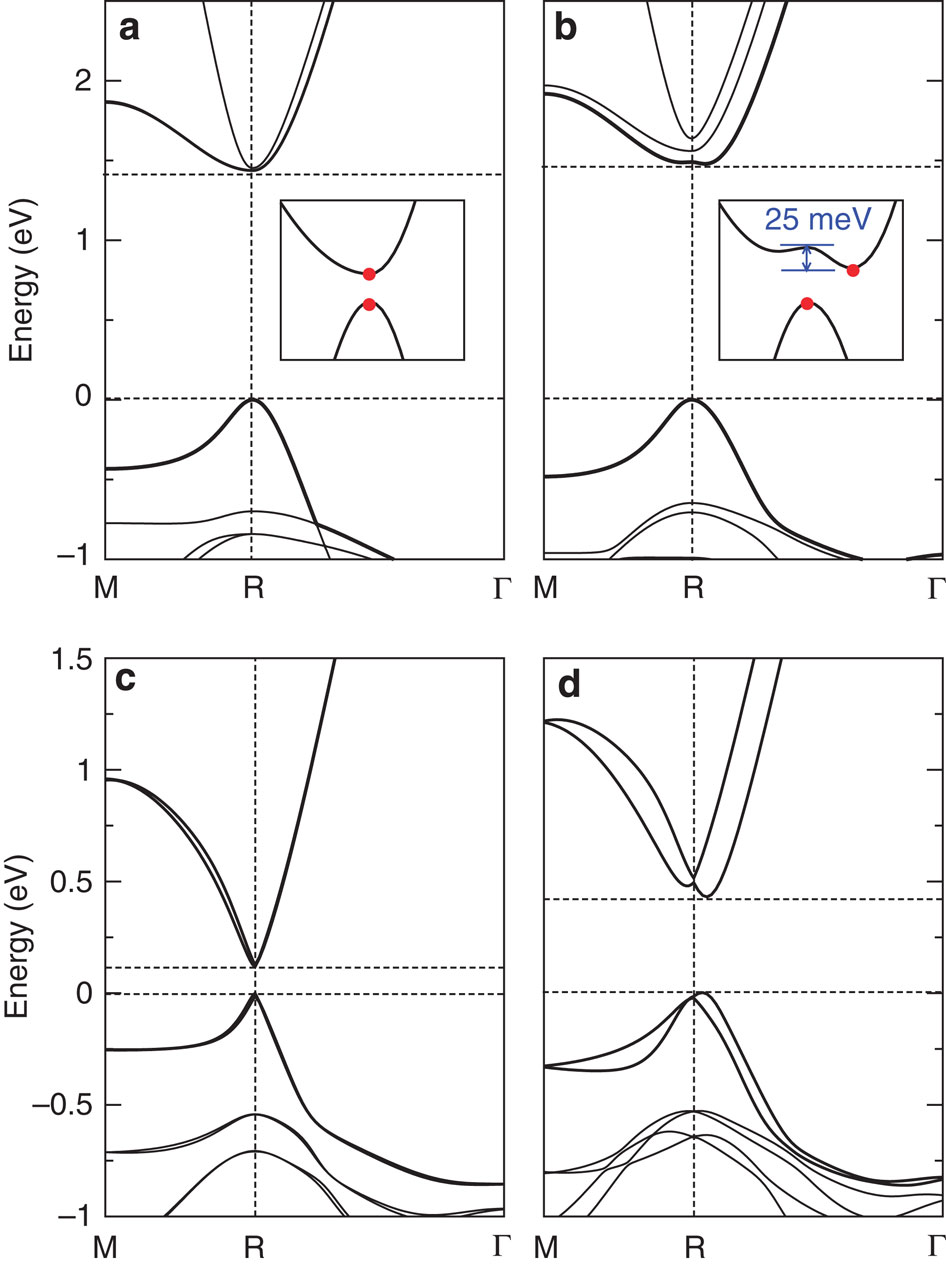 a
b
2
1
0
−1
Energy (eV)
25 meV
M R Γ
M R Γ
c
d
1.5
1
0.5
0
−0.5
−1
Energy (eV)
M R Γ
M R Γ